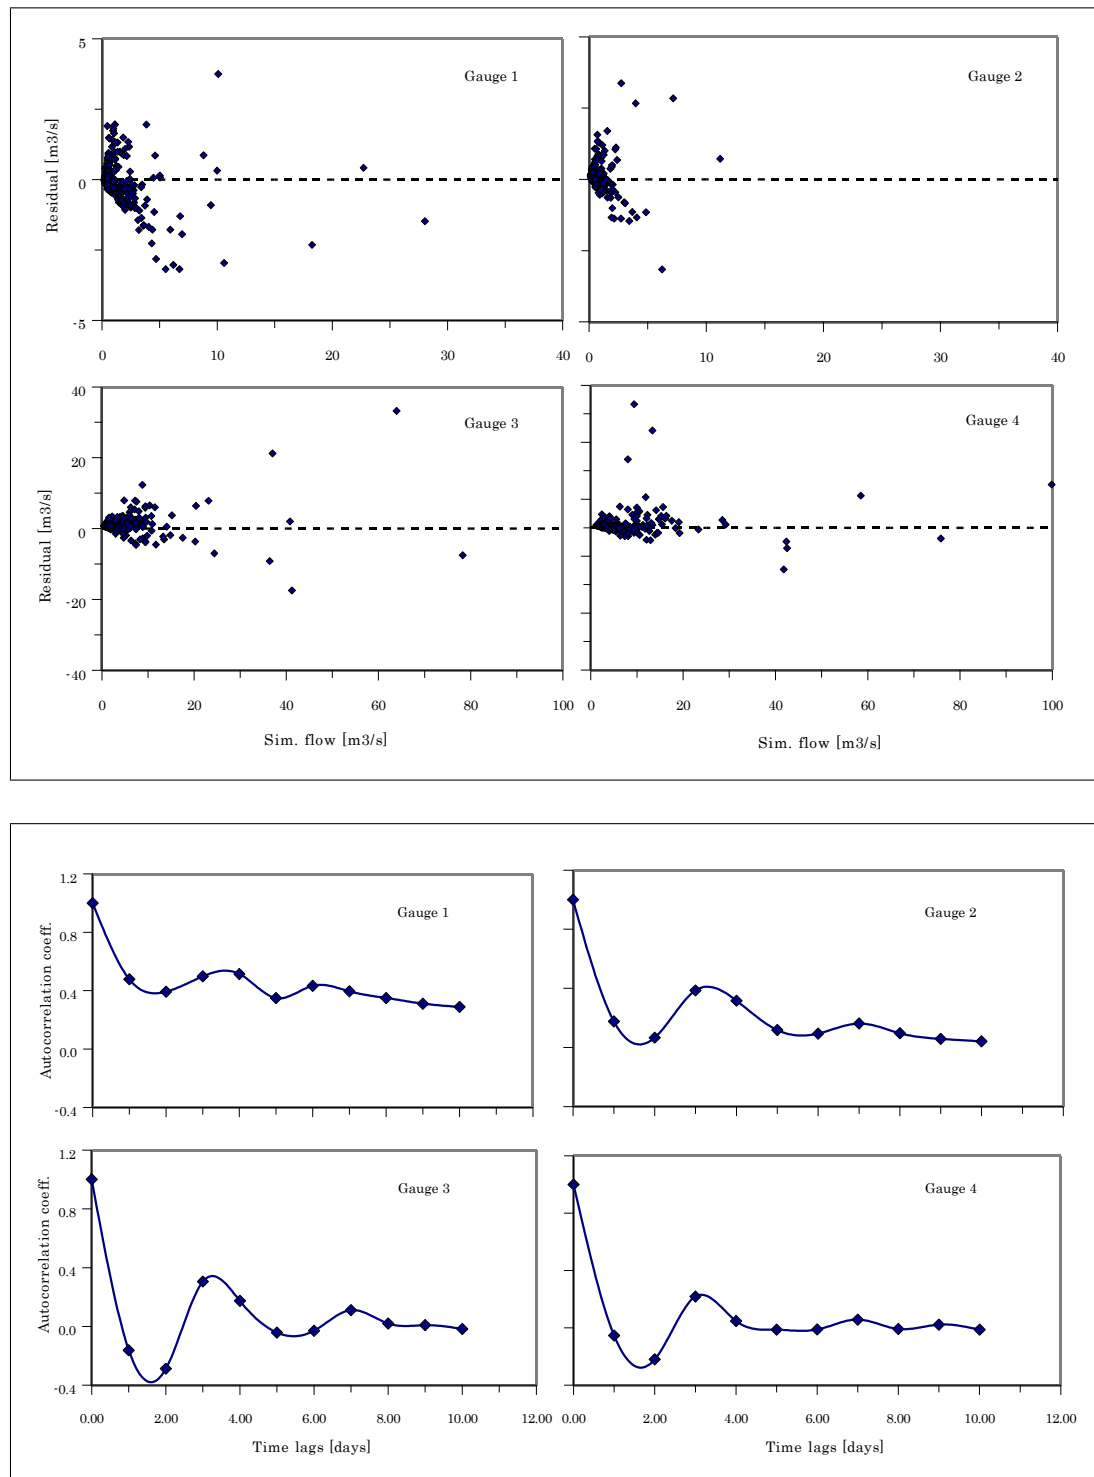 5
0
-5
Residual [m3/s]
Gauge 1
0 10 20 30 40
Gauge 2
0 10 20 30 40
40
20
0
-20
-40
Residual [m3/s]
Gauge 3
0 20 40 60 80 100
Sim. flow [m3/s]
Gauge 4
0 20 40 60 80 100
Sim. flow [m3/s]
1.2
0.8
0.4
0.0
-0.4
Autocorrelation coeff.
Gauge 1
Gauge 2
1.2
0.8
0.4
0.0
-0.4
Autocorrelation coeff.
Gauge 3
0.00 2.00 4.00 6.00 8.00 10.00 12.00
Time lags [days]
Gauge 4
0.00 2.00 4.00 6.00 8.00 10.00 12.00
Time lags [days]